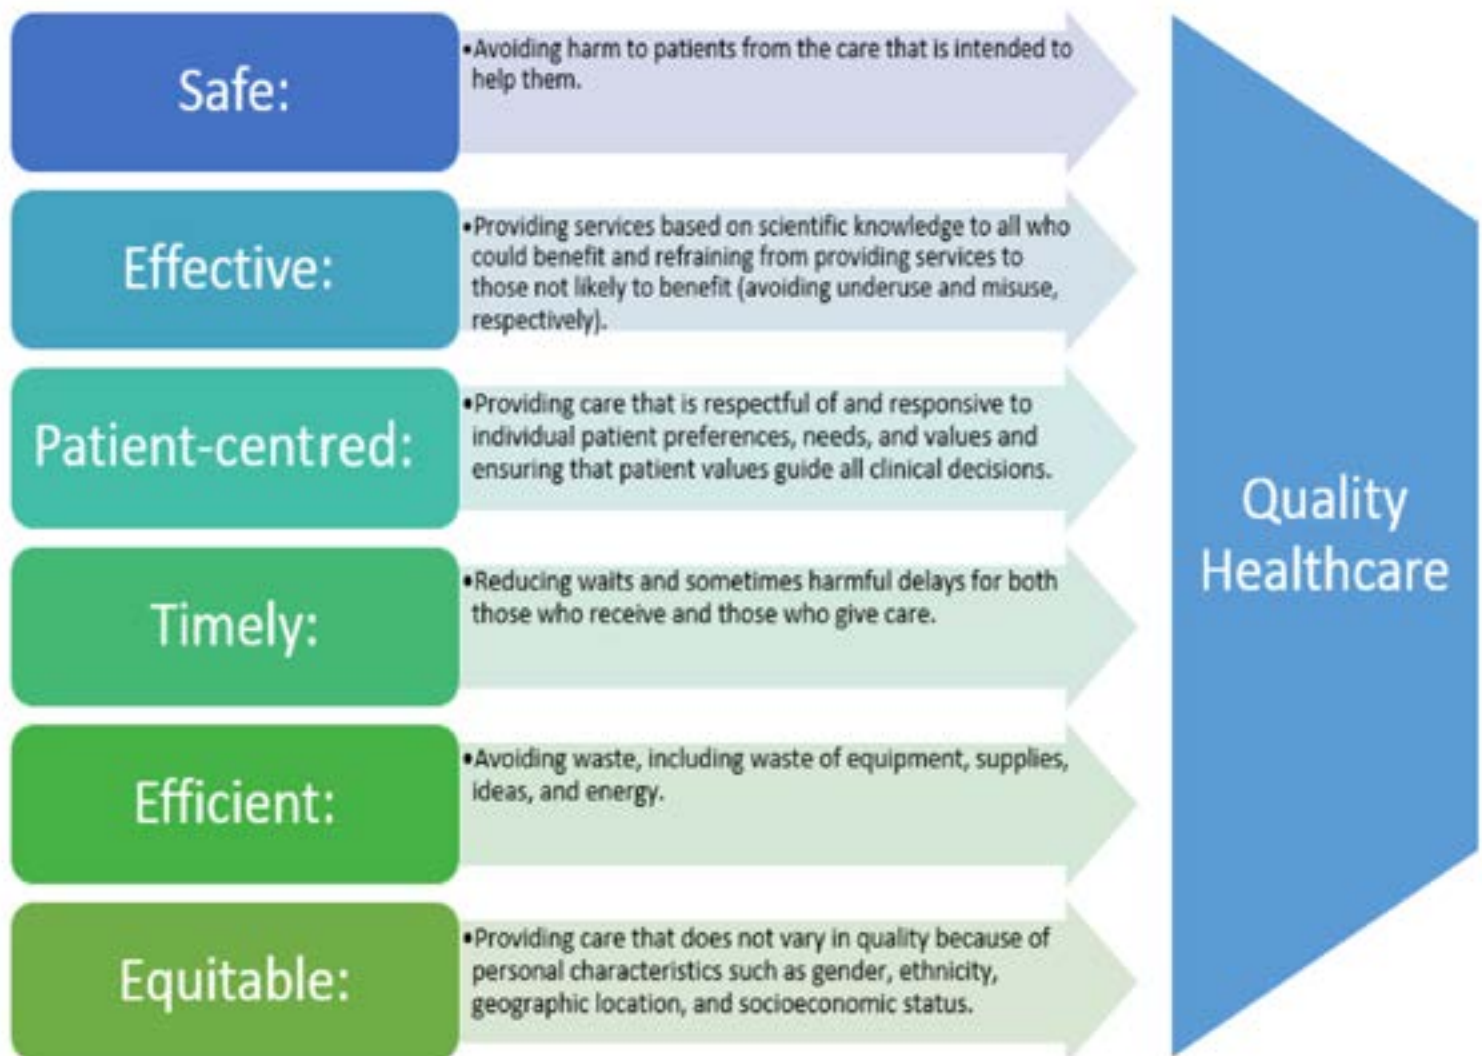 Safe:
•Avoiding harm to patients from the care that is intended to
help them.
Effective:
•Providing services based on scientific knowledge to all who
could benefit and refraining from providing services to
those not likely to benefit (avoiding underuse and misuse,
respectively).
Patient-centred:
•Providing care that is respectful of and responsive to
individual patient preferences, needs, and values and
ensuring that patient values guide all clinical decisions.
Timely:
•Reducing waits and sometimes harmful delays for both
those who receive and those who give care.
Efficient:
•Avoiding waste, including waste of equipment, supplies,
ideas, and energy.
Equitable:
•Providing care that does not vary in quality because of
personal characteristics such as gender, ethnicity,
geographic location, and socioeconomic status.
Quality
Healthcare